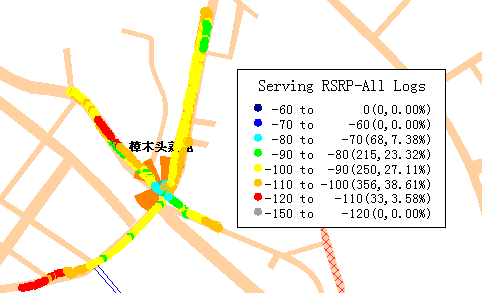 Serving RSRP-All Logs
-60 to 0(0,0.00%)
-70 to -60(0,0.00%)
-80 to -70(68,7.38%)
-90 to -80(215,23.32%)
-100 to -90(250,27.11%)
-110 to -100(356,38.61%)
-120 to -110(33,3.58%)
-150 to -120(0,0.00%)
樟木头